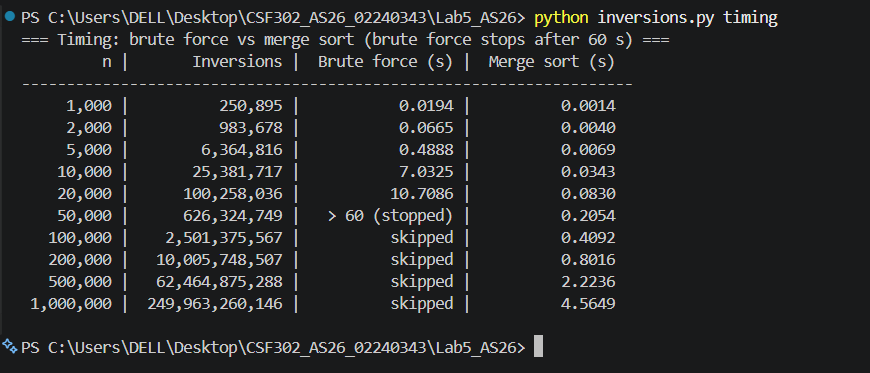 PS C:\Users\DELL\Desktop\CSF302_AS26_02240343\Lab5_AS26> python inversions.py timing
=== Timing: brute force vs merge sort (brute force stops after 60 s) ===
        n |       Inversions |  Brute force (s) |  Merge sort (s)
------------------------------------------------------------------------
    1,000 |          250,895 |           0.0194 |          0.0014
    2,000 |          983,678 |           0.0665 |          0.0040
    5,000 |        6,364,816 |           0.4888 |          0.0069
   10,000 |       25,381,717 |           7.0325 |          0.0343
   20,000 |      100,258,036 |          10.7086 |          0.0830
   50,000 |      626,324,749 |   > 60 (stopped) |          0.2054
  100,000 |    2,501,375,567 |          skipped |          0.4092
  200,000 |   10,005,748,507 |          skipped |          0.8016
  500,000 |   62,464,875,288 |          skipped |          2.2236
1,000,000 |  249,963,260,146 |          skipped |          4.5649
PS C:\Users\DELL\Desktop\CSF302_AS26_02240343\Lab5_AS26>